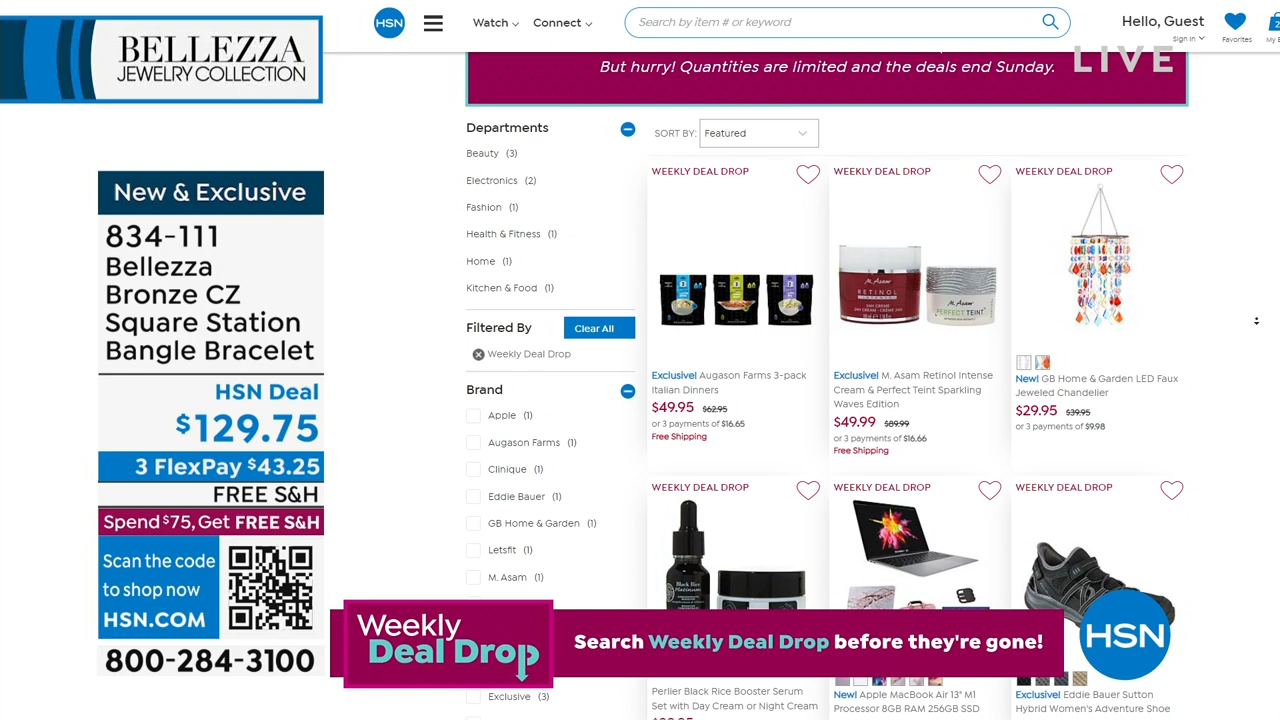 BELLEZZA
JEWELRY COLLECTION
New & Exclusive
834-111
Bellezza
Bronze CZ
Square Station
Bangle Bracelet
HSN Deal
$129.75
3 FlexPay $43.25
FREE S&H
Spend $75, Get FREE S&H
Scan the code
to shop now
HSN.COM
800-284-3100
HSN
Watch
Connect
Search by item # or keyword
Hello, Guest
Sign In
Favorites
But hurry! Quantities are limited and the deals end Sunday.
LIVE
Departments
Beauty (3)
Electronics (2)
Fashion (1)
Health & Fitness (1)
Home (1)
Kitchen & Food (1)
Filtered By
Clear All
Weekly Deal Drop
Brand
Apple (1)
Augason Farms (1)
Clinique (1)
Eddie Bauer (1)
GB Home & Garden (1)
Letsfit (1)
M. Asam (1)
Exclusive (3)
SORT BY: Featured
WEEKLY DEAL DROP
Exclusive! Augason Farms 3-pack
Italian Dinners
$49.95 $62.95
or 3 payments of $16.65
Free Shipping
WEEKLY DEAL DROP
M. Asam
RETINOL
INTENSE
M. Asam
PERFECT TEINT
Exclusive! M. Asam Retinol Intense
Cream & Perfect Teint Sparkling
Waves Edition
$49.99 $89.99
or 3 payments of $16.66
Free Shipping
WEEKLY DEAL DROP
New! GB Home & Garden LED Faux
Jeweled Chandelier
$29.95 $39.95
or 3 payments of $9.98
WEEKLY DEAL DROP
Black Rice
Platinum
Perlier Black Rice Booster Serum
Set with Day Cream or Night Cream
WEEKLY DEAL DROP
New! Apple MacBook Air 13" M1
Processor 8GB RAM 256GB SSD
WEEKLY DEAL DROP
Exclusive! Eddie Bauer Sutton
Hybrid Women's Adventure Shoe
Weekly
Deal Drop
Search Weekly Deal Drop before they're gone!
HSN